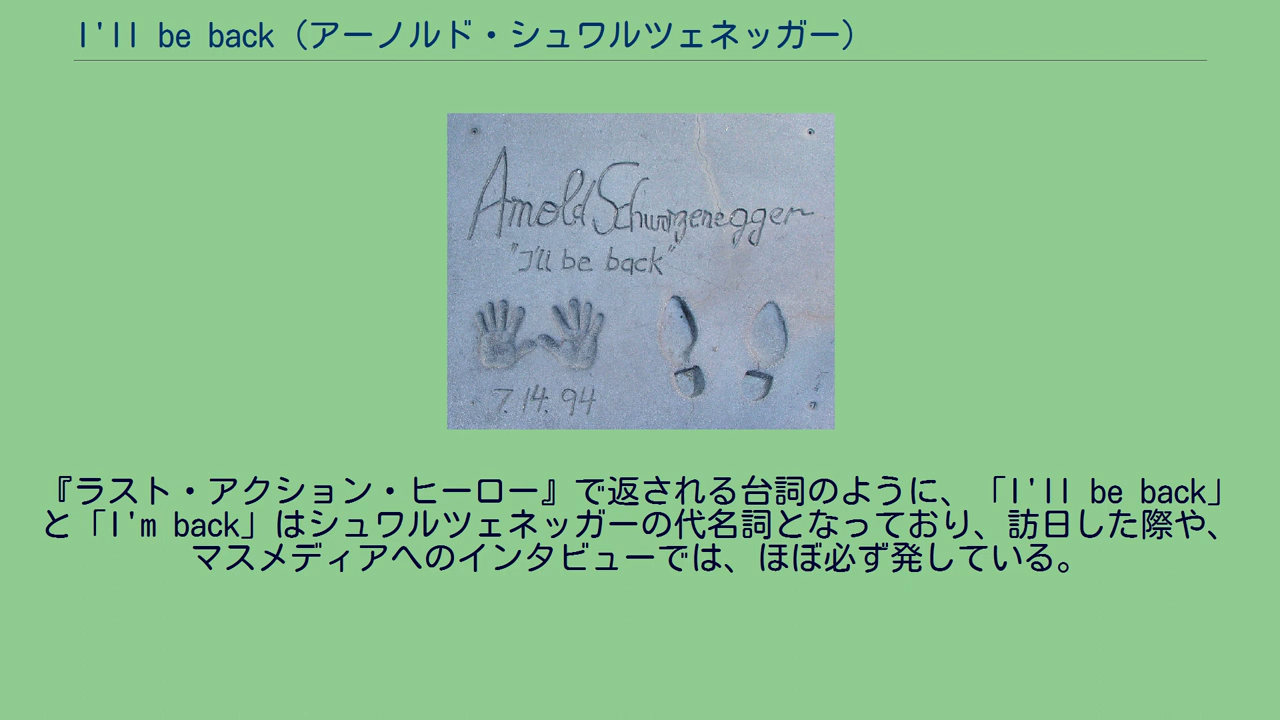 I'll be back（アーノルド・シュワルツェネッガー）
Arnold Schwarzenegger
"I'll be back"
7.14.94
『ラスト・アクション・ヒーロー』で返される台詞のように、「I'll be back」
と「I'm back」はシュワルツェネッガーの代名詞となっており、訪日した際や、
マスメディアへのインタビューでは、ほぼ必ず発している。